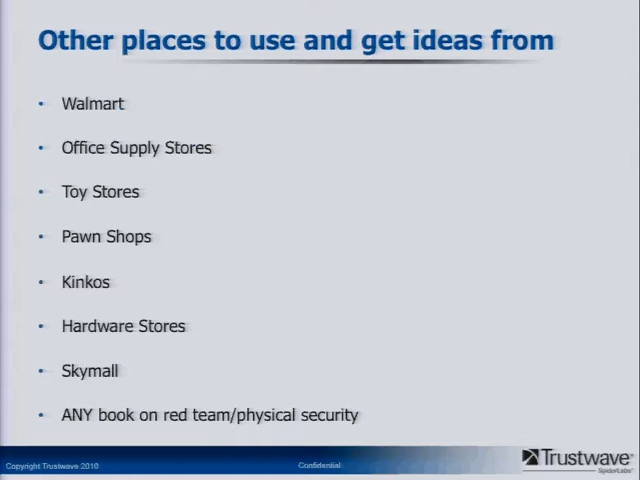 Other places to use and get ideas from
• Walmart
• Office Supply Stores
• Toy Stores
• Pawn Shops
• Kinkos
• Hardware Stores
• Skymall
• ANY book on red team/physical security
Copyright Trustwave 2010
Confidential
Trustwave®
SpiderLabs™